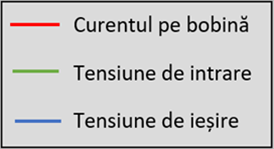 Curentul pe bobină
Tensiune de intrare
Tensiune de ieșire